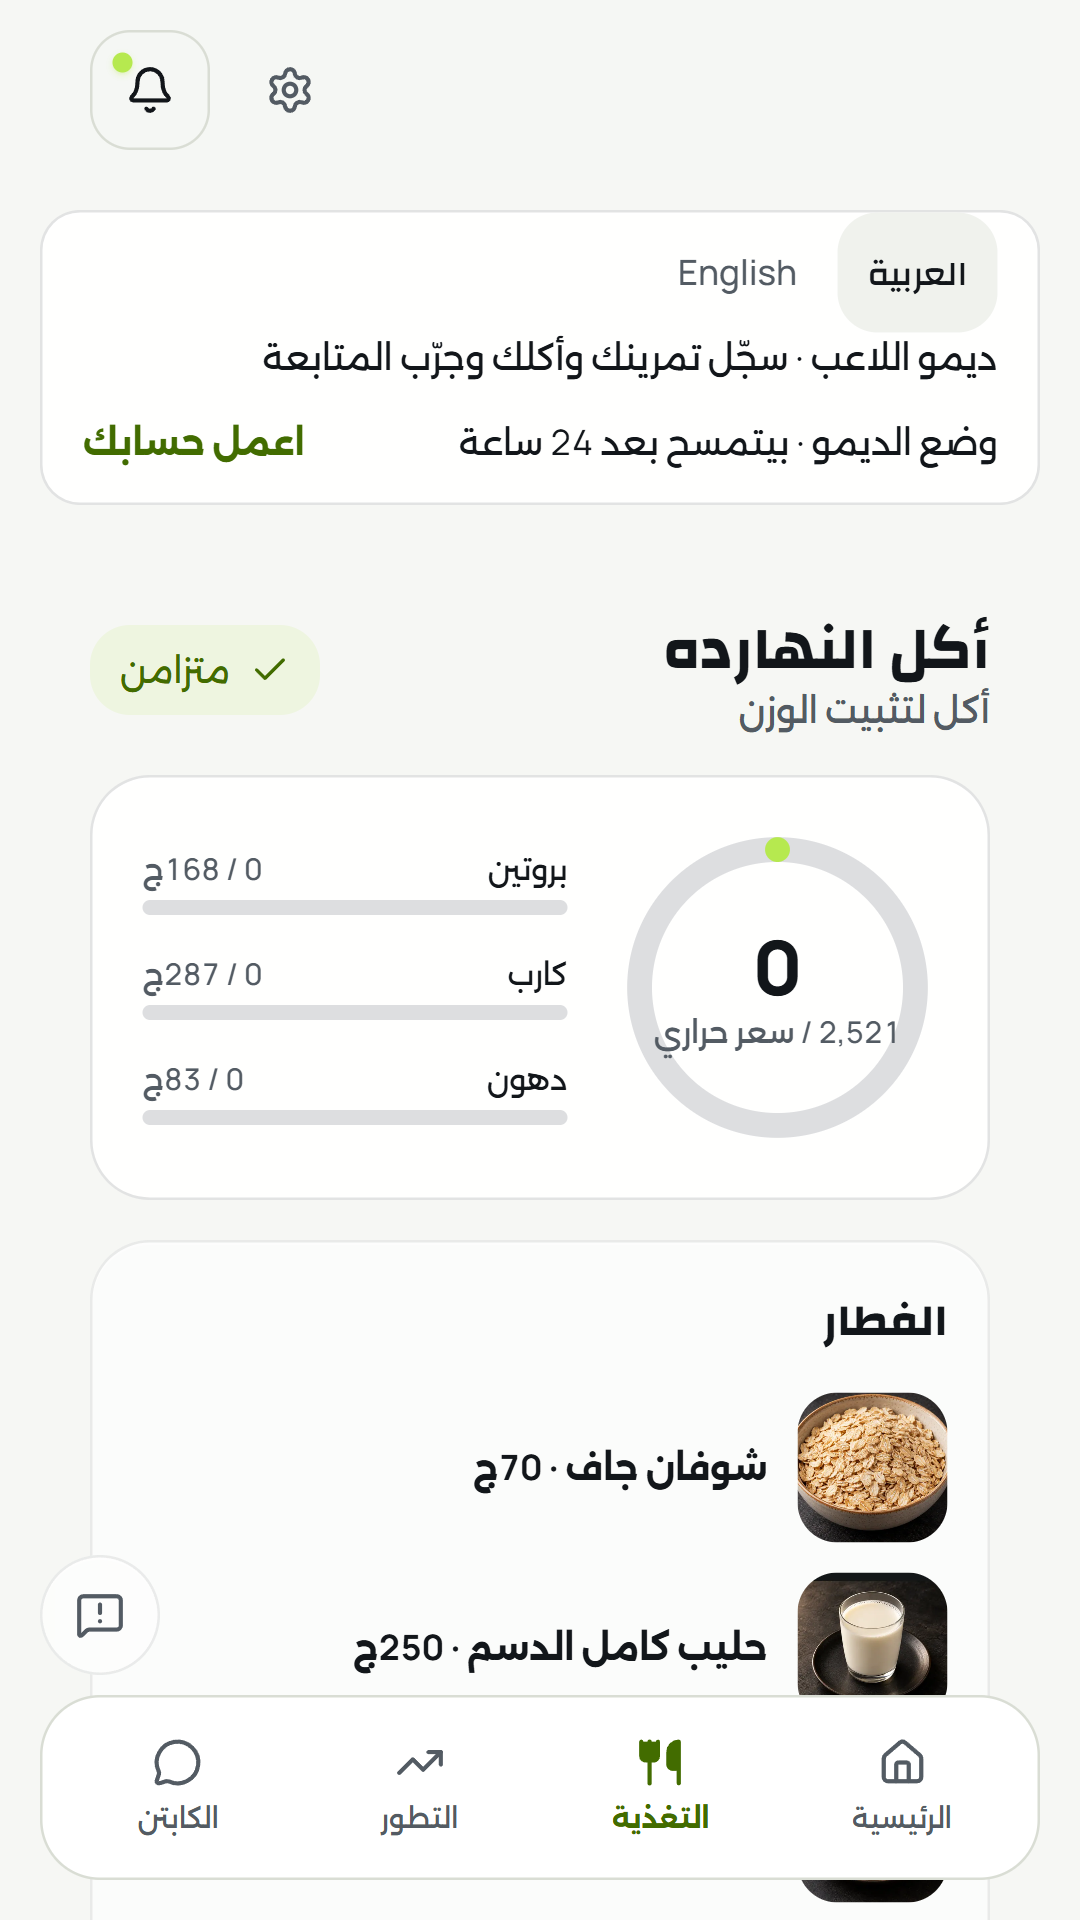 العربية English
ديمو اللاعب · سجّل تمرينك وأكلك وجرّب المتابعة
وضع الديمو · بيتمسح بعد 24 ساعة
اعمل حسابك
أكل النهارده
أكل لتثبيت الوزن
متزامن
0
2,521 / سعر حراري
بروتين 0 / 168ج
كارب 0 / 287ج
دهون 0 / 83ج
الفطار
شوفان جاف · 70ج
حليب كامل الدسم · 250ج
الرئيسية التغذية التطور الكابتن